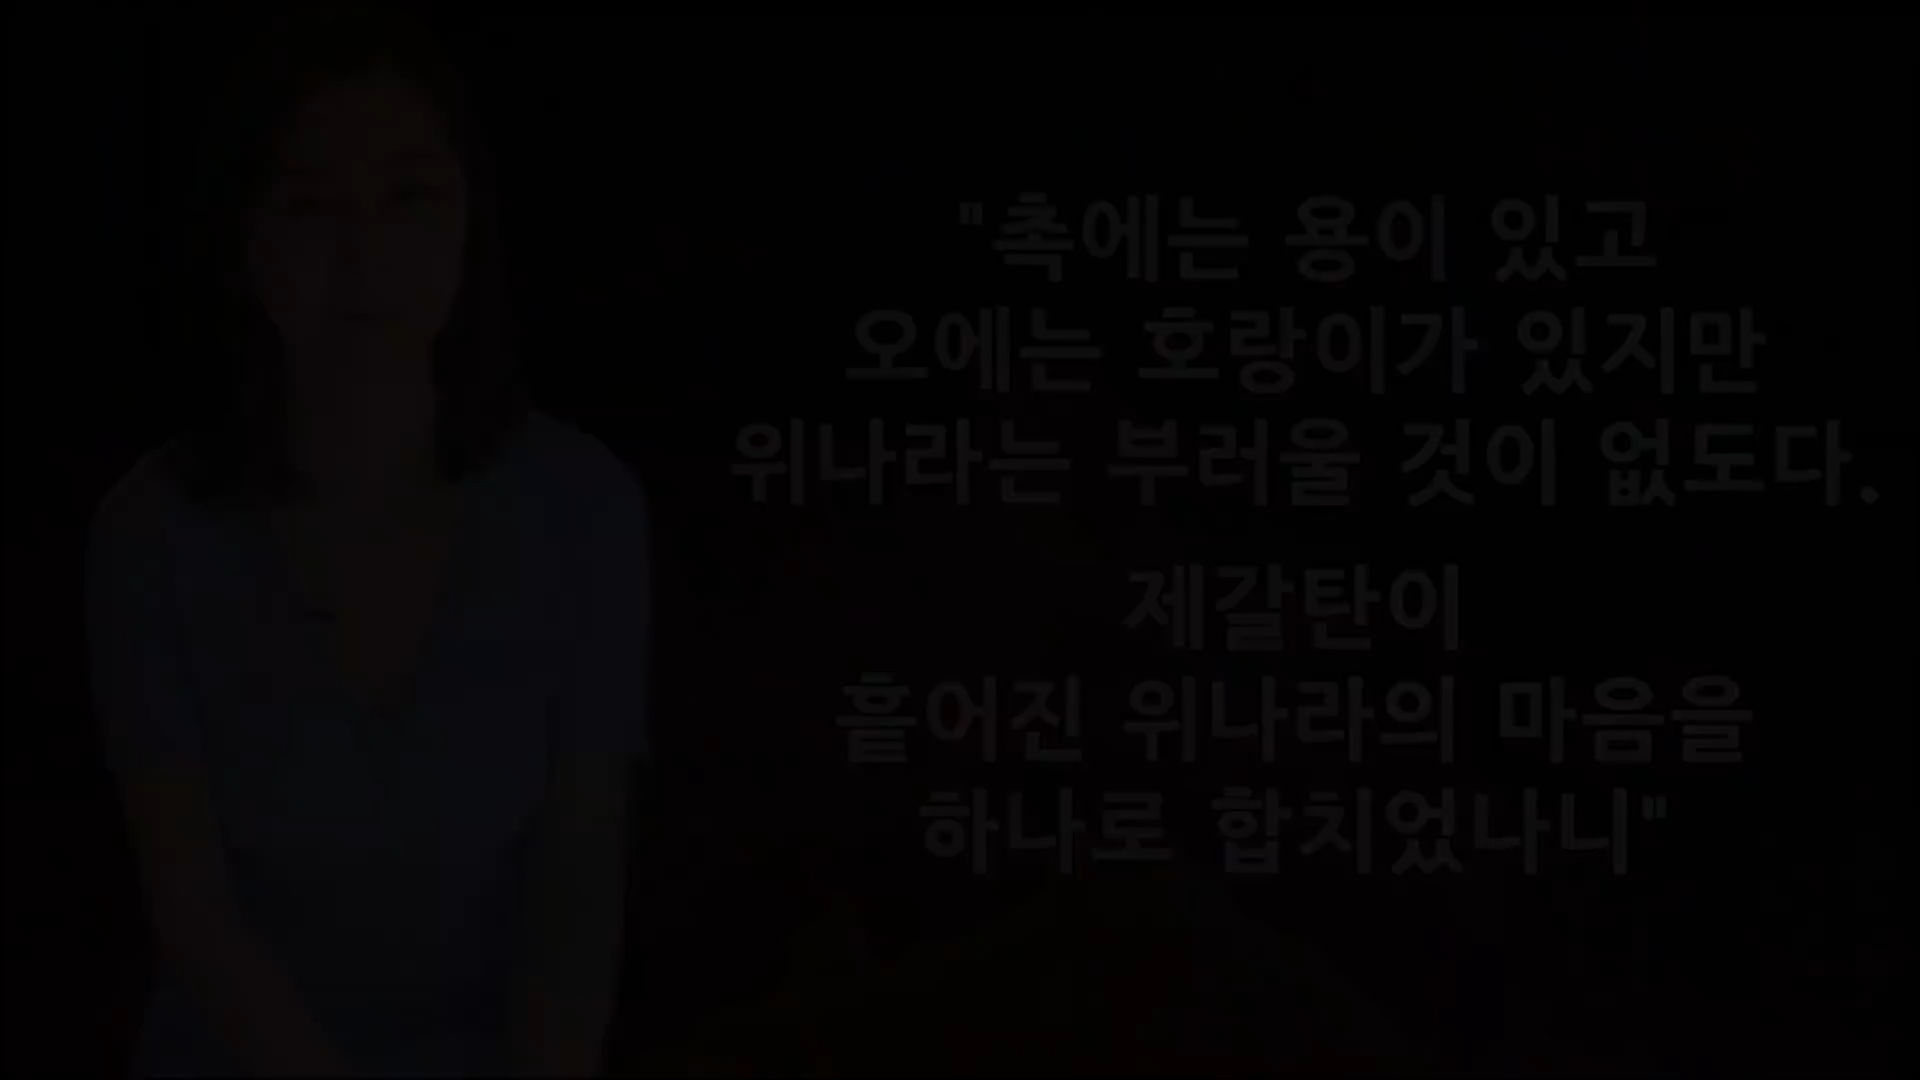 "촉에는 용이 있고
오에는 호랑이가 있지만
위나라는 부러울 것이 없도다.
제갈탄이
흩어진 위나라의 마음을
하나로 합치었나니"